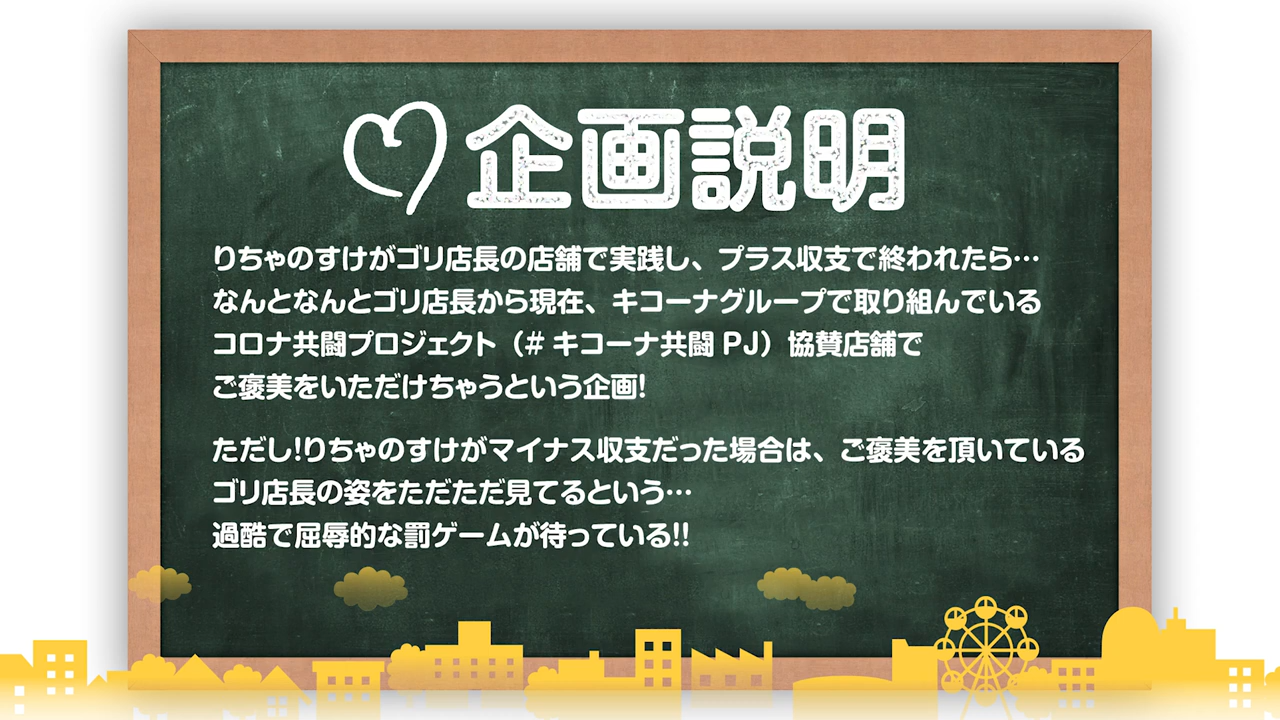 企画説明
りちゃのすけがゴリ店長の店舗で実践し、プラス収支で終われたら…
なんとなんとゴリ店長から現在、キコーナグループで取り組んでいる
コロナ共闘プロジェクト（# キコーナ共闘 PJ）協賛店舗で
ご褒美をいただけちゃうという企画!
ただし!りちゃのすけがマイナス収支だった場合は、ご褒美を頂いている
ゴリ店長の姿をただただ見てるという…
過酷で屈辱的な罰ゲームが待っている!!